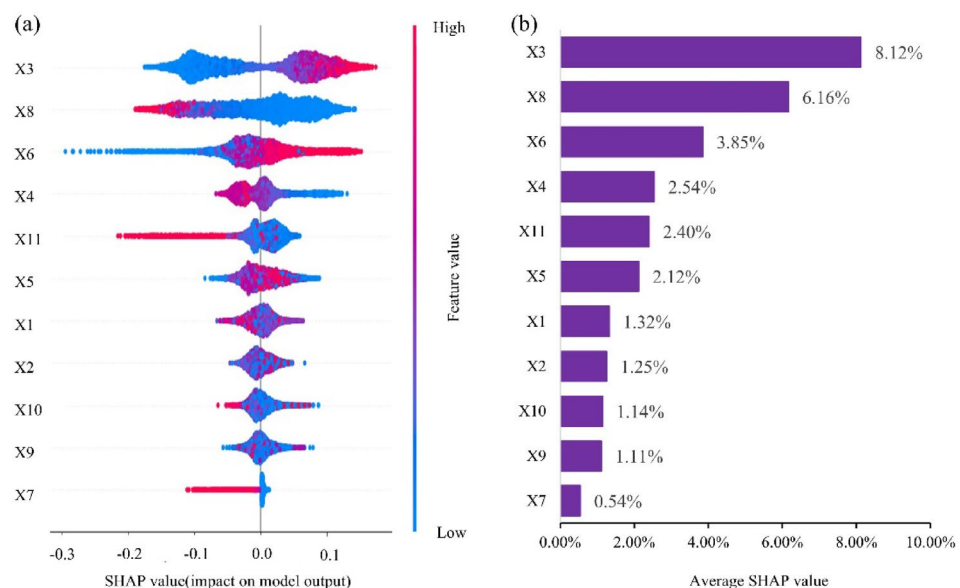 (a)
High
X3
X8
X6
X4
X11
X5
X1
X2
X10
X9
X7
Feature value
Low
-0.3
-0.2
-0.1
0.0
0.1
SHAP value(impact on model output)
(b)
X3
8.12%
X8
6.16%
X6
3.85%
X4
2.54%
X11
2.40%
X5
2.12%
X1
1.32%
X2
1.25%
X10
1.14%
X9
1.11%
X7
0.54%
0.00%
2.00%
4.00%
6.00%
8.00%
10.00%
Average SHAP value